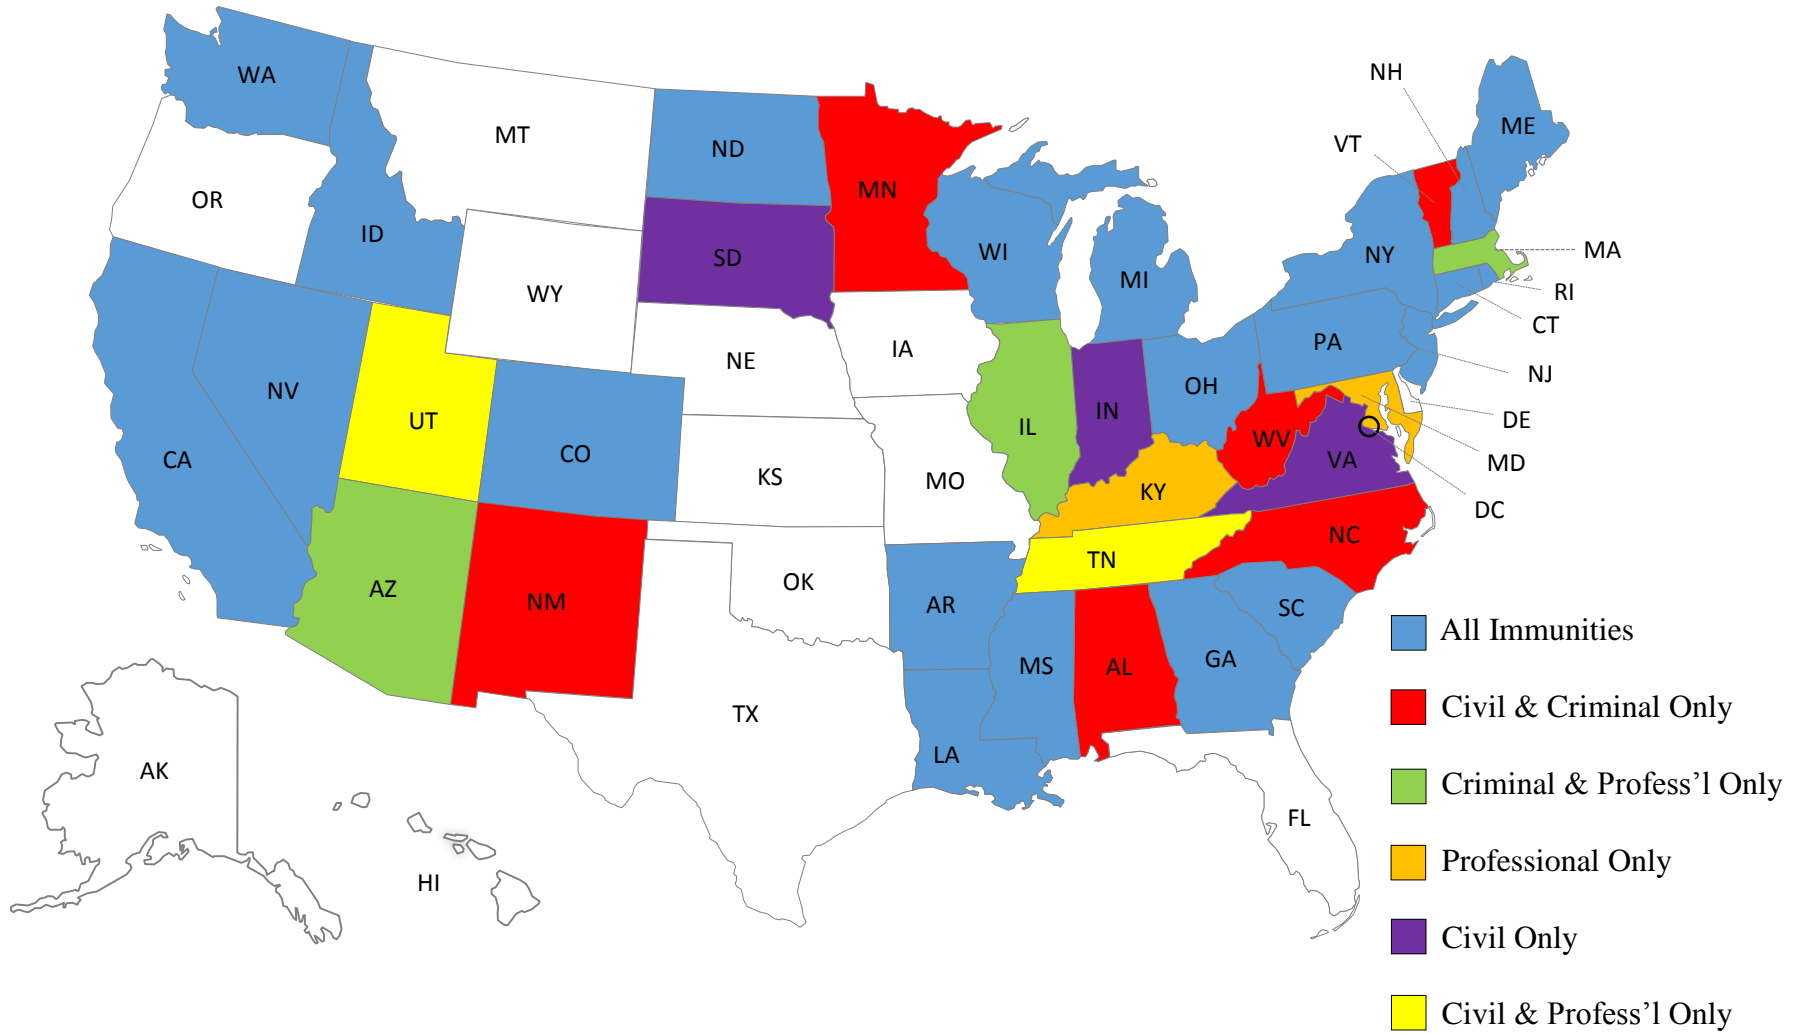 NH
WA
ME
MT
VT
ND
MN
OR
ID
WI
NY
MA
SD
MI
RI
WY
CT
PA
IA
NE
NJ
OH
NV
IN
DE
UT
IL
WV
CO
CA
VA
MD
KS
MO
KY
DC
NC
TN
OK
AZ
NM
AR
SC
All Immunities
GA
MS
AL
Civil & Criminal Only
TX
LA
AK
Criminal & Profess’l Only
FL
Professional Only
HI
Civil Only
Civil & Profess’l Only